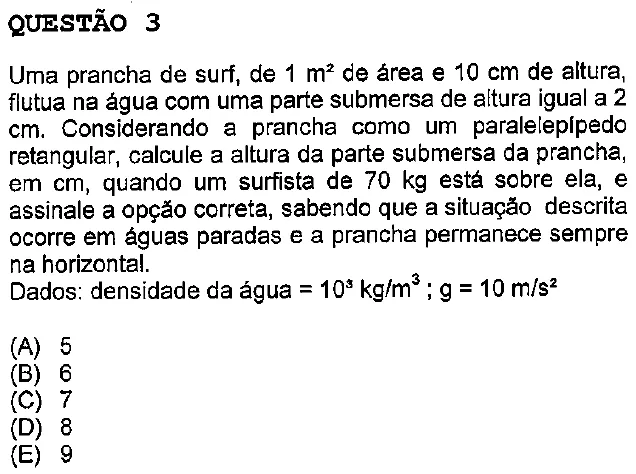 QUESTÃO 3
Uma prancha de surf, de 1 m² de área e 10 cm de altura,
flutua na água com uma parte submersa de altura igual a 2
cm. Considerando a prancha como um paralelepípedo
retangular, calcule a altura da parte submersa da prancha,
em cm, quando um surfista de 70 kg está sobre ela, e
assinale a opção correta, sabendo que a situação descrita
ocorre em águas paradas e a prancha permanece sempre
na horizontal.
Dados: densidade da água = 10³ kg/m³ ; g = 10 m/s²
(A) 5
(B) 6
(C) 7
(D) 8
(E) 9